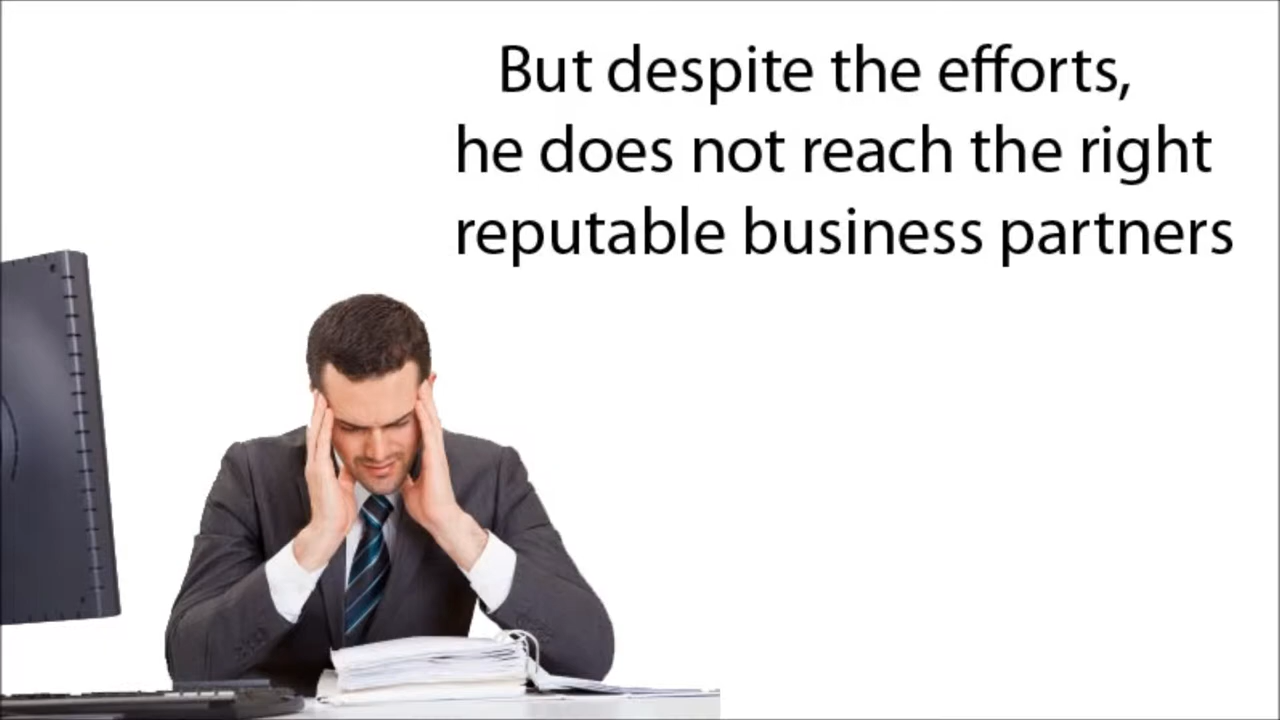 But despite the efforts,
he does not reach the right
reputable business partners